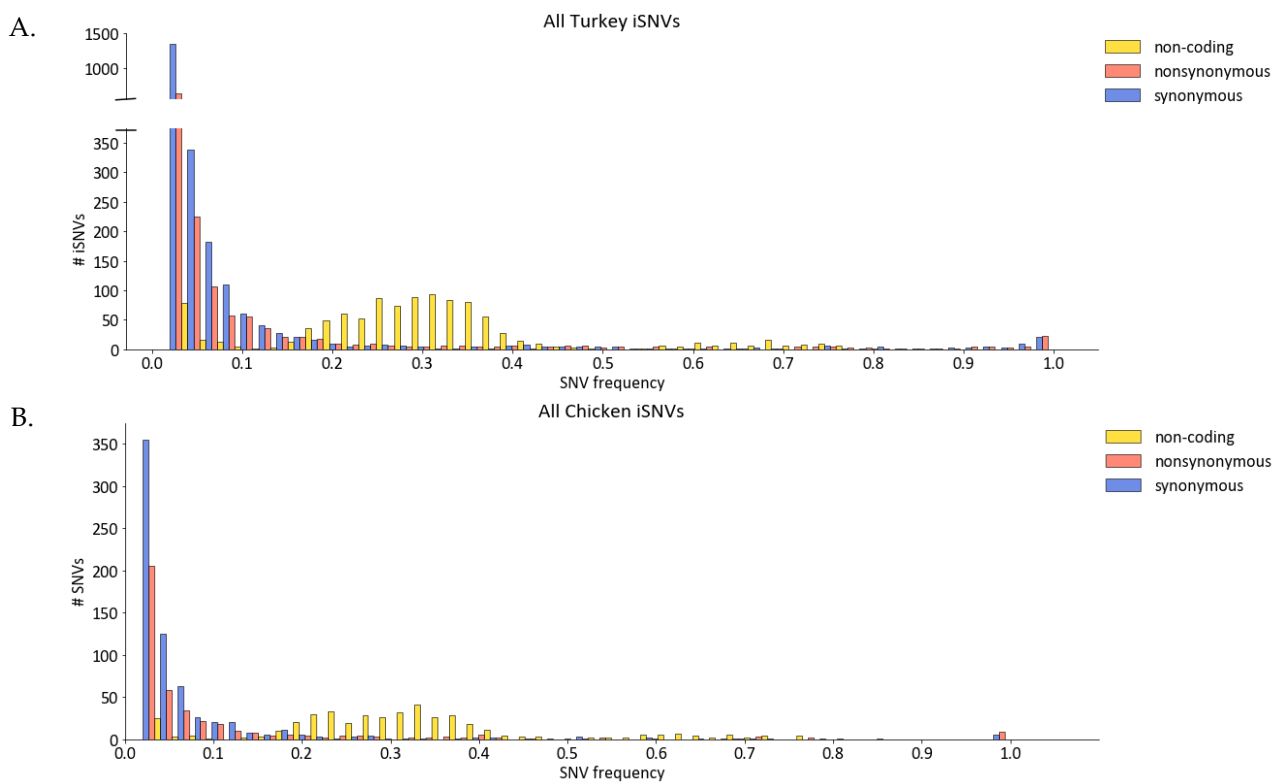 A.
All Turkey iSNVs
1500
1000
350
300
250
200
150
100
50
0
# iSNVs
0.0 0.1 0.2 0.3 0.4 0.5 0.6 0.7 0.8 0.9 1.0
SNV frequency
non-coding
nonsynonymous
synonymous
B.
All Chicken iSNVs
350
300
250
200
150
100
50
0
# SNVs
0.0 0.1 0.2 0.3 0.4 0.5 0.6 0.7 0.8 0.9 1.0
SNV frequency
non-coding
nonsynonymous
synonymous